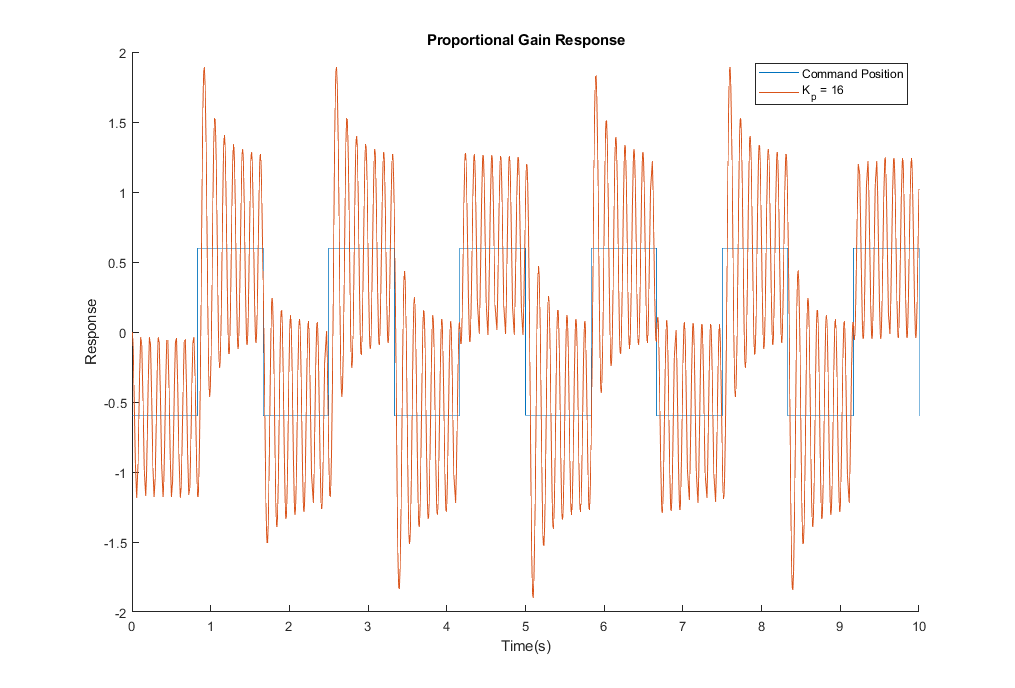 Proportional Gain Response
Command Position
Kp = 16
2
1.5
1
0.5
0
-0.5
-1
-1.5
-2
Response
0 1 2 3 4 5 6 7 8 9 10
Time(s)